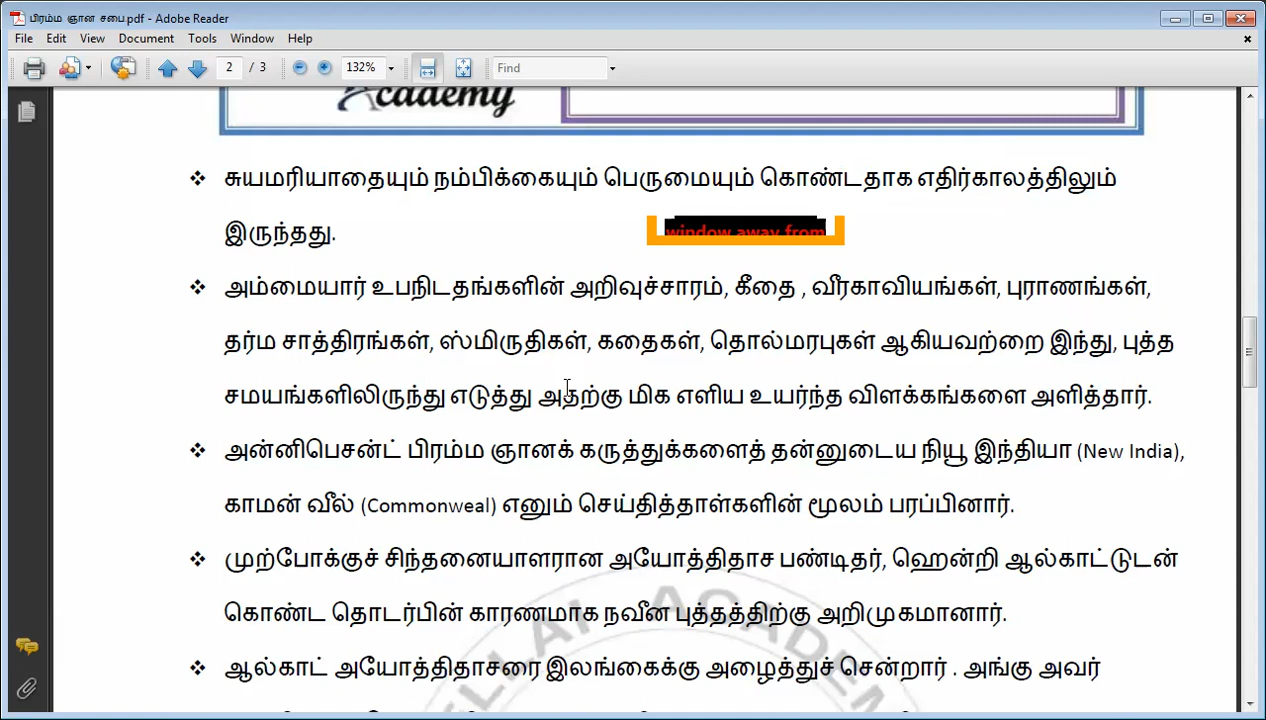 பிரம்ம ஞான சபை.pdf - Adobe Reader
File Edit View Document Tools Window Help
2 / 3 132% Find
Academy
❖ சுயமரியாதையும் நம்பிக்கையும் பெருமையும் கொண்டதாக எதிர்காலத்திலும்
இருந்தது.
window away from
❖ அம்மையார் உபநிடதங்களின் அறிவுச்சாரம், கீதை , வீரகாவியங்கள், புராணங்கள்,
தர்ம சாத்திரங்கள், ஸ்மிருதிகள், கதைகள், தொல்மரபுகள் ஆகியவற்றை இந்து, புத்த
சமயங்களிலிருந்து எடுத்து அதற்கு மிக எளிய உயர்ந்த விளக்கங்களை அளித்தார்.
❖ அன்னிபெசன்ட் பிரம்ம ஞானக் கருத்துக்களைத் தன்னுடைய நியூ இந்தியா (New India),
காமன் வீல் (Commonweal) எனும் செய்தித்தாள்களின் மூலம் பரப்பினார்.
❖ முற்போக்குச் சிந்தனையாளரான அயோத்திதாச பண்டிதர், ஹென்றி ஆல்காட்டுடன்
கொண்ட தொடர்பின் காரணமாக நவீன புத்தத்திற்கு அறிமுகமானார்.
❖ ஆல்காட் அயோத்திதாசரை இலங்கைக்கு அழைத்துச் சென்றார் . அங்கு அவர்
ELLAI ACADEM